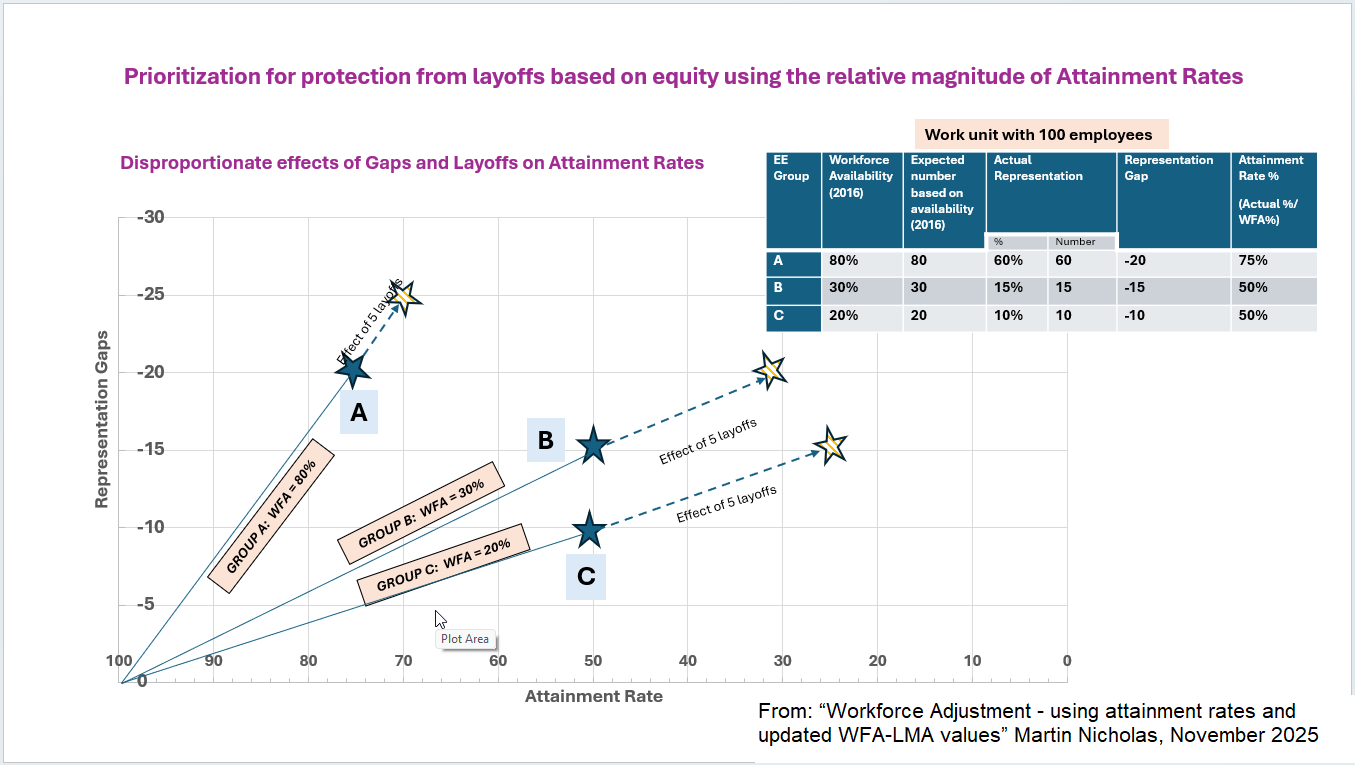 Prioritization for protection from layoffs based on equity using the relative magnitude of Attainment Rates
Work unit with 100 employees
Disproportionate effects of Gaps and Layoffs on Attainment Rates
EE Group
Workforce Availability (2016)
Expected number based on availability (2016)
Actual Representation
Representation Gap
Attainment Rate %
(Actual %/ WFA%)
% Number
A 80% 80 60% 60 -20 75%
B 30% 30 15% 15 -15 50%
C 20% 20 10% 10 -10 50%
Representation Gaps
-30
-25
-20
-15
-10
-5
0
Effect of 5 layoffs
A
B
Effect of 5 layoffs
C
Effect of 5 layoffs
GROUP A: WFA = 80%
GROUP B: WFA = 30%
GROUP C: WFA = 20%
Plot Area
100 90 80 70 60 50 40 30 20 10 0
Attainment Rate
From: “Workforce Adjustment - using attainment rates and
updated WFA-LMA values” Martin Nicholas, November 2025